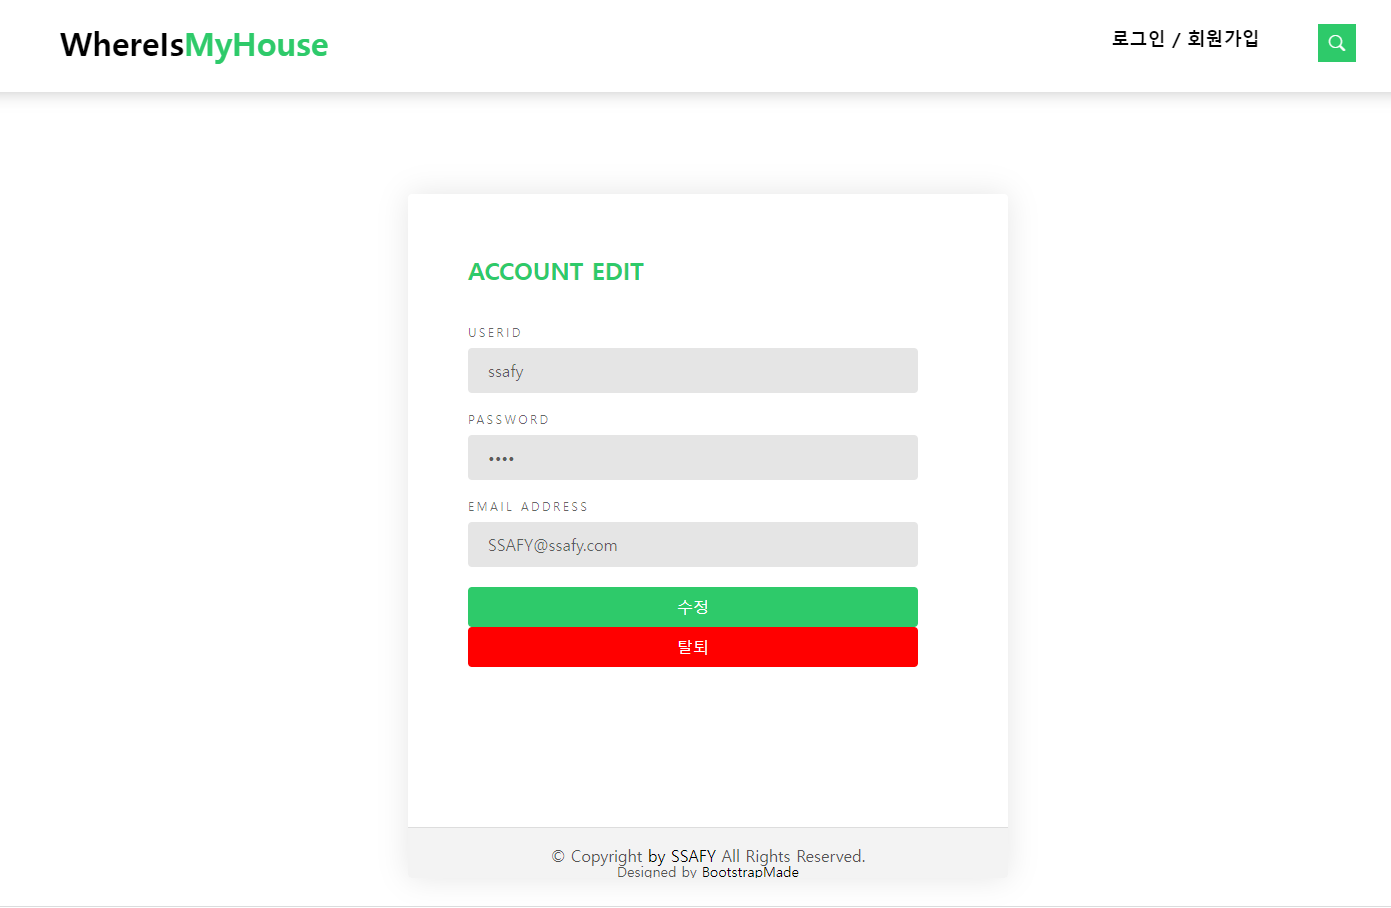 WhereIsMyHouse
로그인 / 회원가입
ACCOUNT EDIT
USERID
ssafy
PASSWORD
••••
EMAIL ADDRESS
SSAFY@ssafy.com
수정
탈퇴
© Copyright by SSAFY All Rights Reserved.
Designed by BootstrapMade